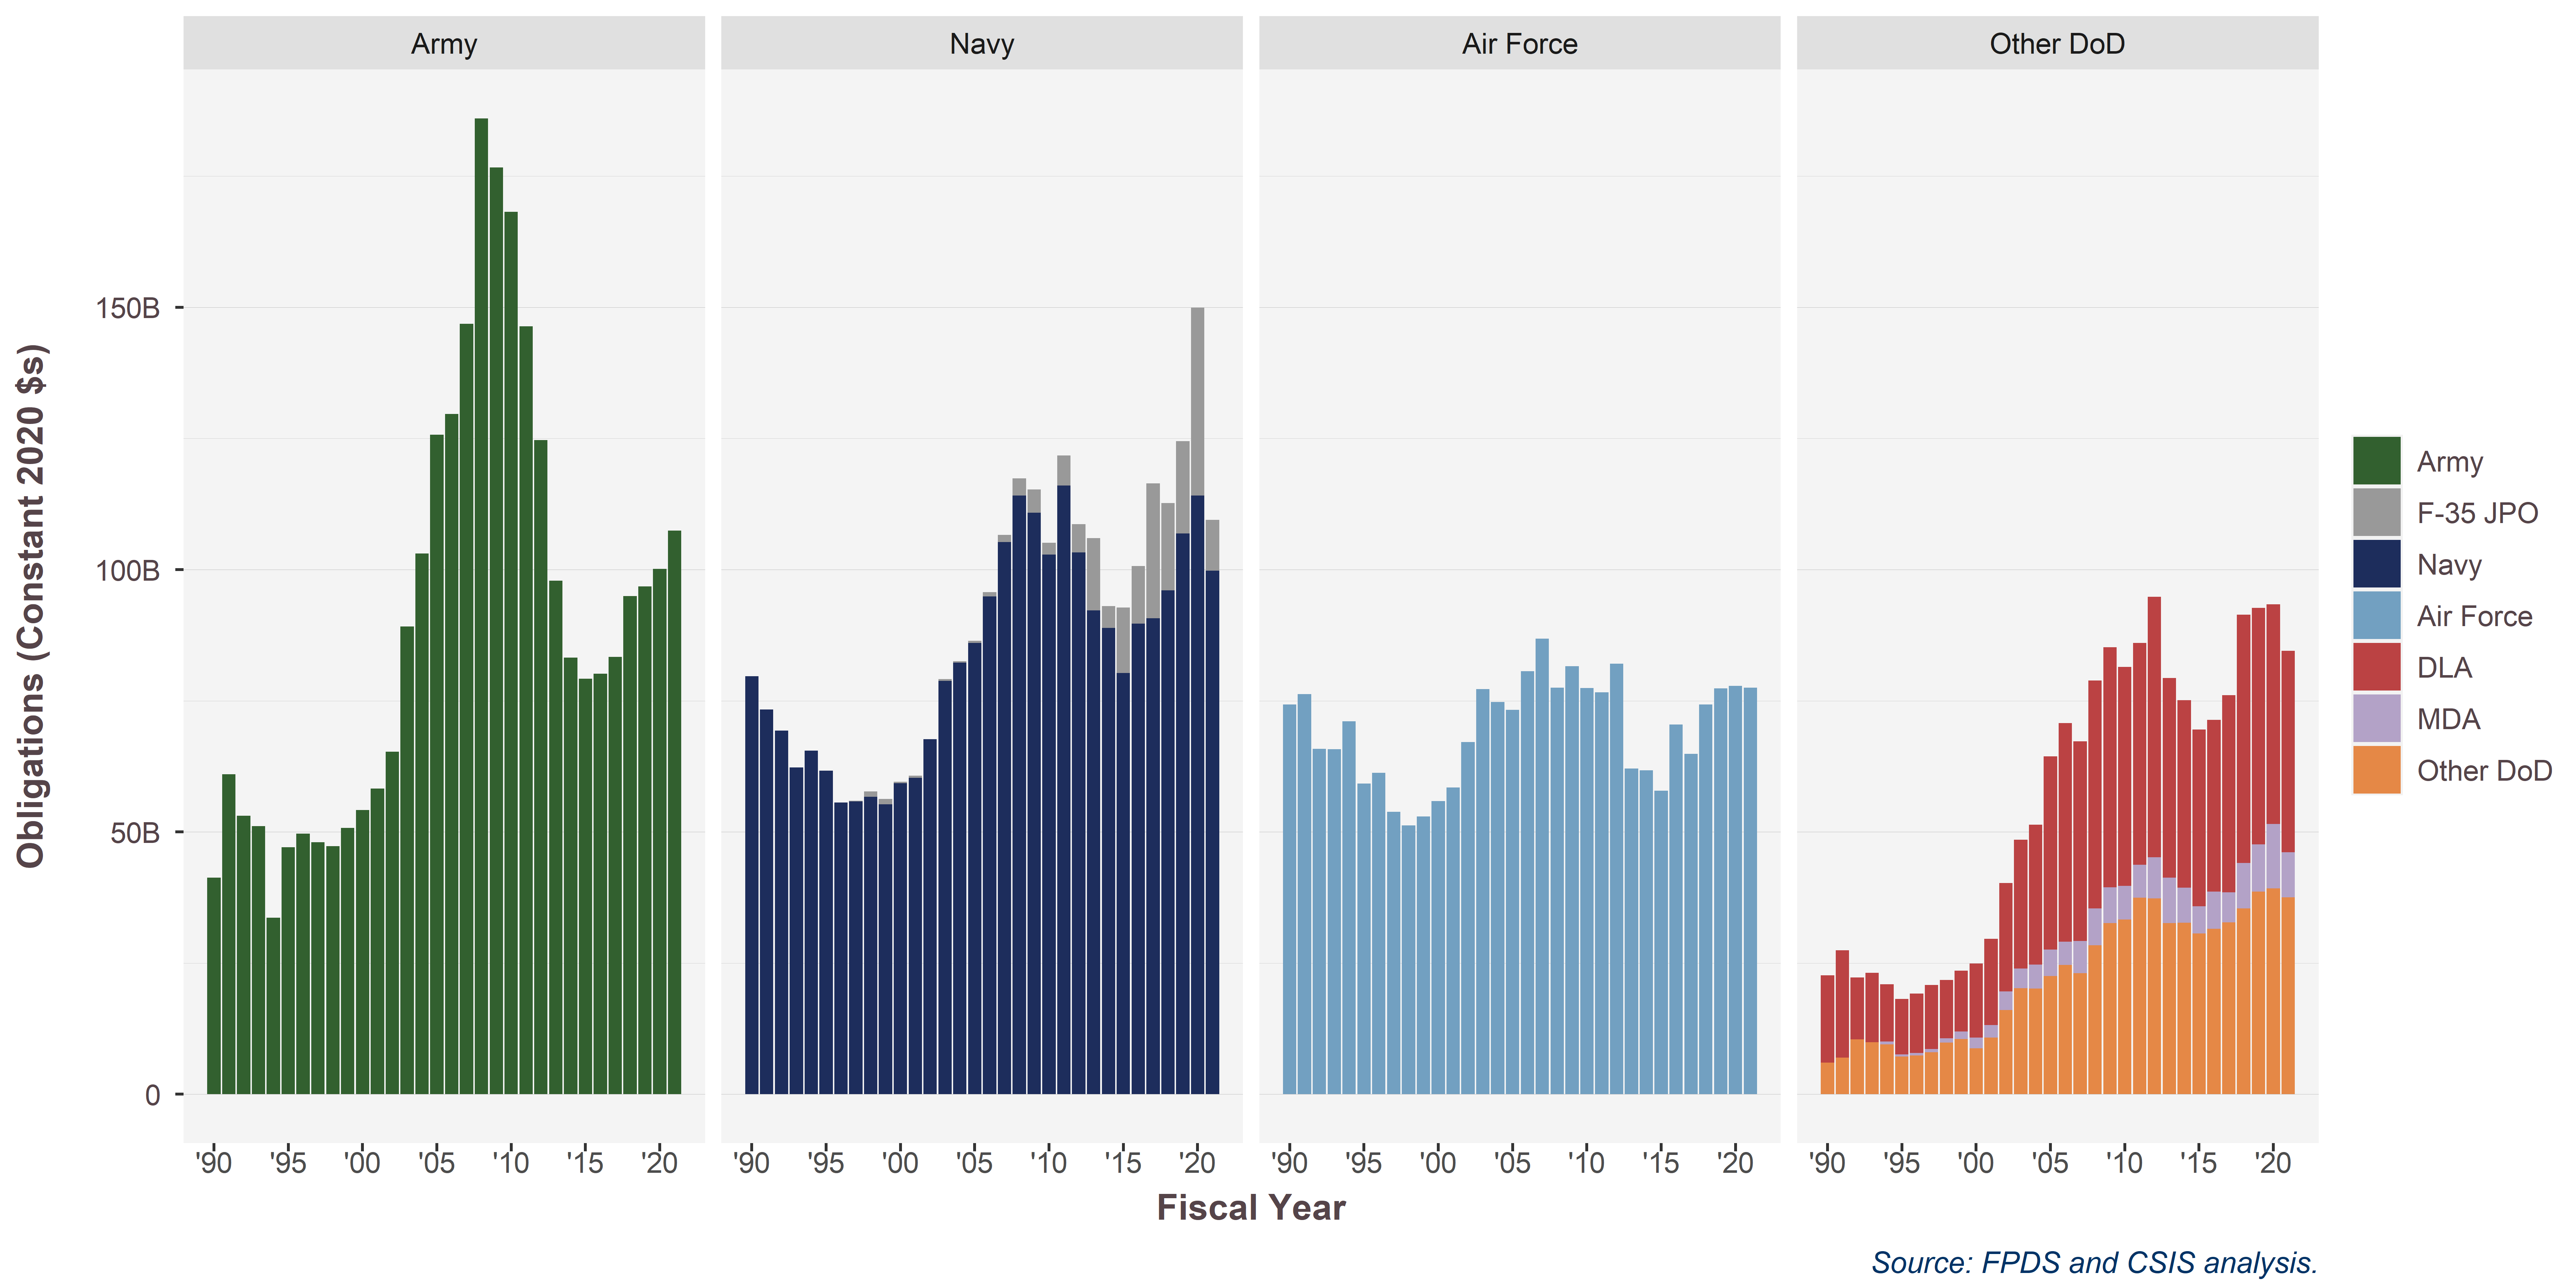 Army
Navy
Air Force
Other DoD
Obligations (Constant 2020 $s)
150B
100B
50B
0
'90 '95 '00 '05 '10 '15 '20
'90 '95 '00 '05 '10 '15 '20
'90 '95 '00 '05 '10 '15 '20
'90 '95 '00 '05 '10 '15 '20
Fiscal Year
Army
F-35 JPO
Navy
Air Force
DLA
MDA
Other DoD
Source: FPDS and CSIS analysis.